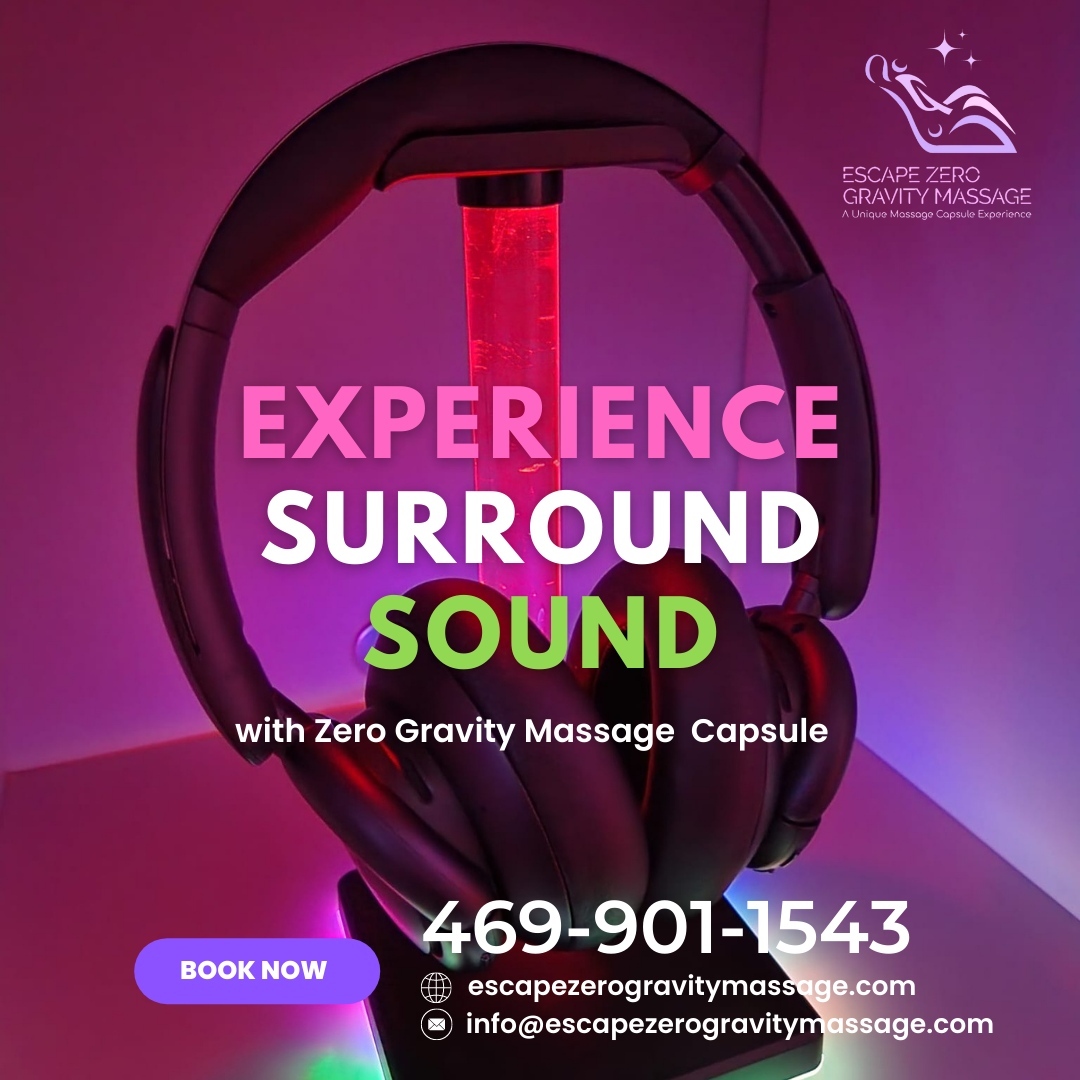 ESCAPE ZERO
GRAVITY MASSAGE
A Unique Massage Capsule Experience
EXPERIENCE
SURROUND
SOUND
with Zero Gravity Massage Capsule
469-901-1543
BOOK NOW
escapezerogravitymassage.com
info@escapezerogravitymassage.com